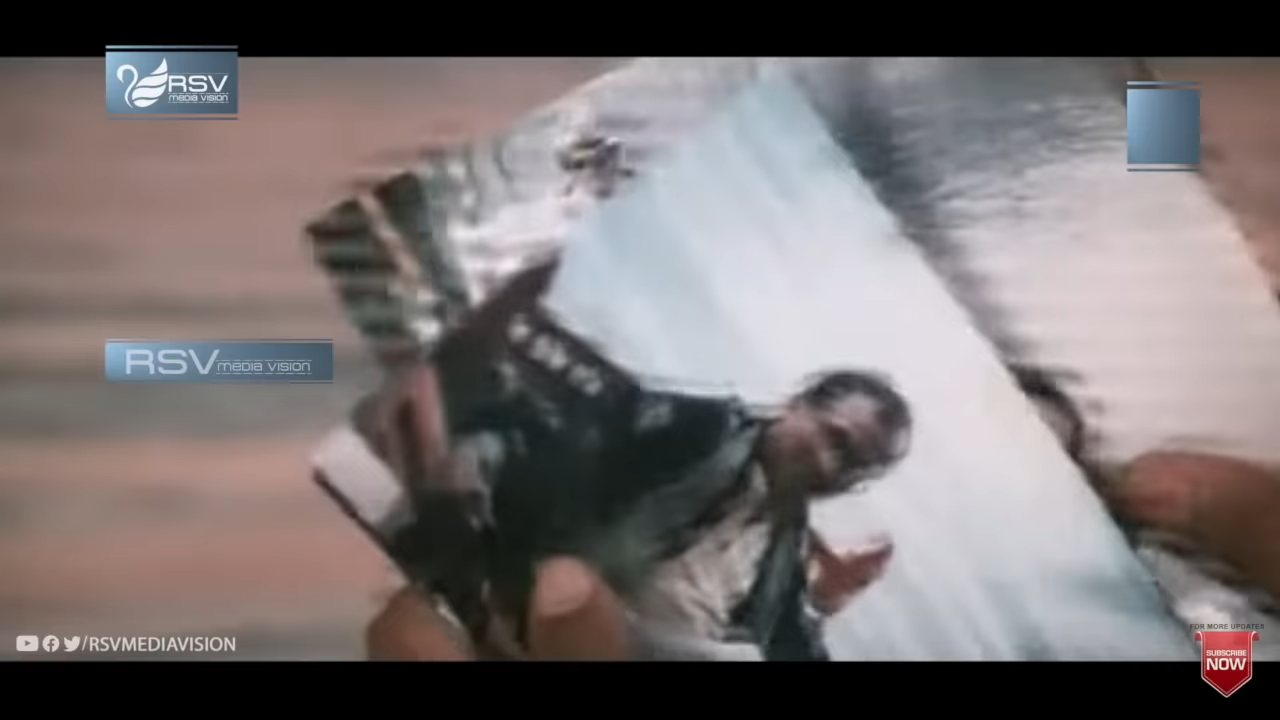 RSV
media vision
RSV media vision
/RSVMEDIAVISION
FOR MORE UPDATES
SUBSCRIBE
NOW